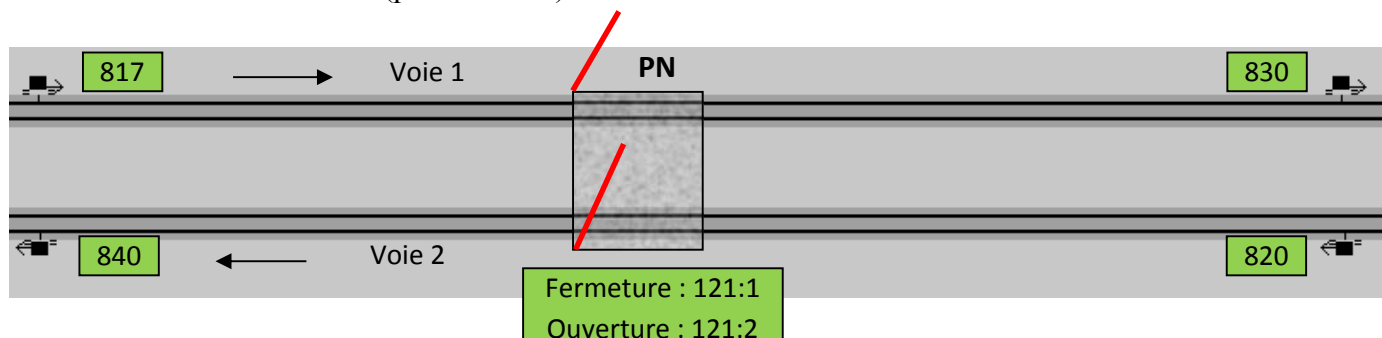 817
Voie 1
PN
830
840
Voie 2
820
Fermeture : 121:1
Ouverture : 121:2